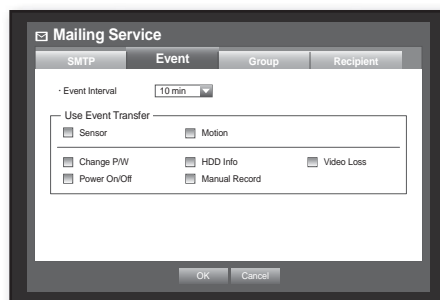 Mailing Service
SMTP Event Group Recipient
· Event Interval 10 min
Use Event Transfer
Sensor Motion
Change P/W HDD Info Video Loss
Power On/Off Manual Record
OK Cancel